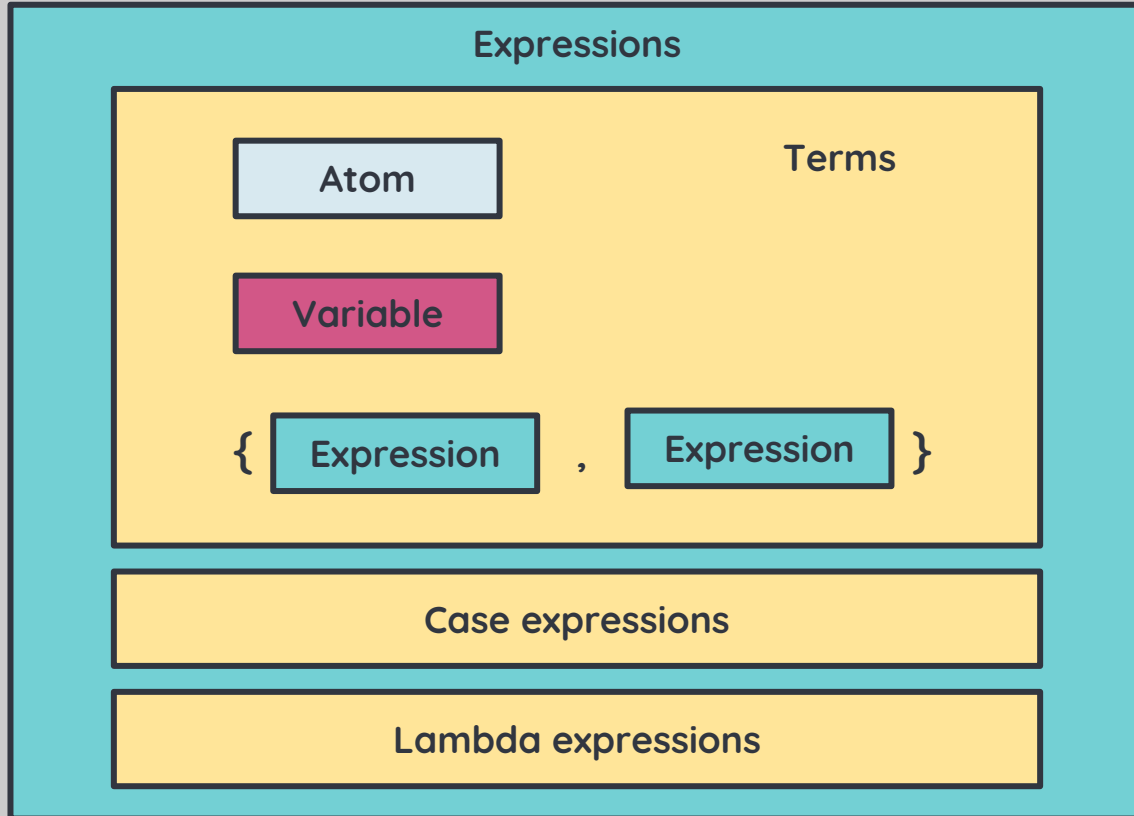 Expressions
Atom
Terms
Variable
{ Expression , Expression }
Case expressions
Lambda expressions